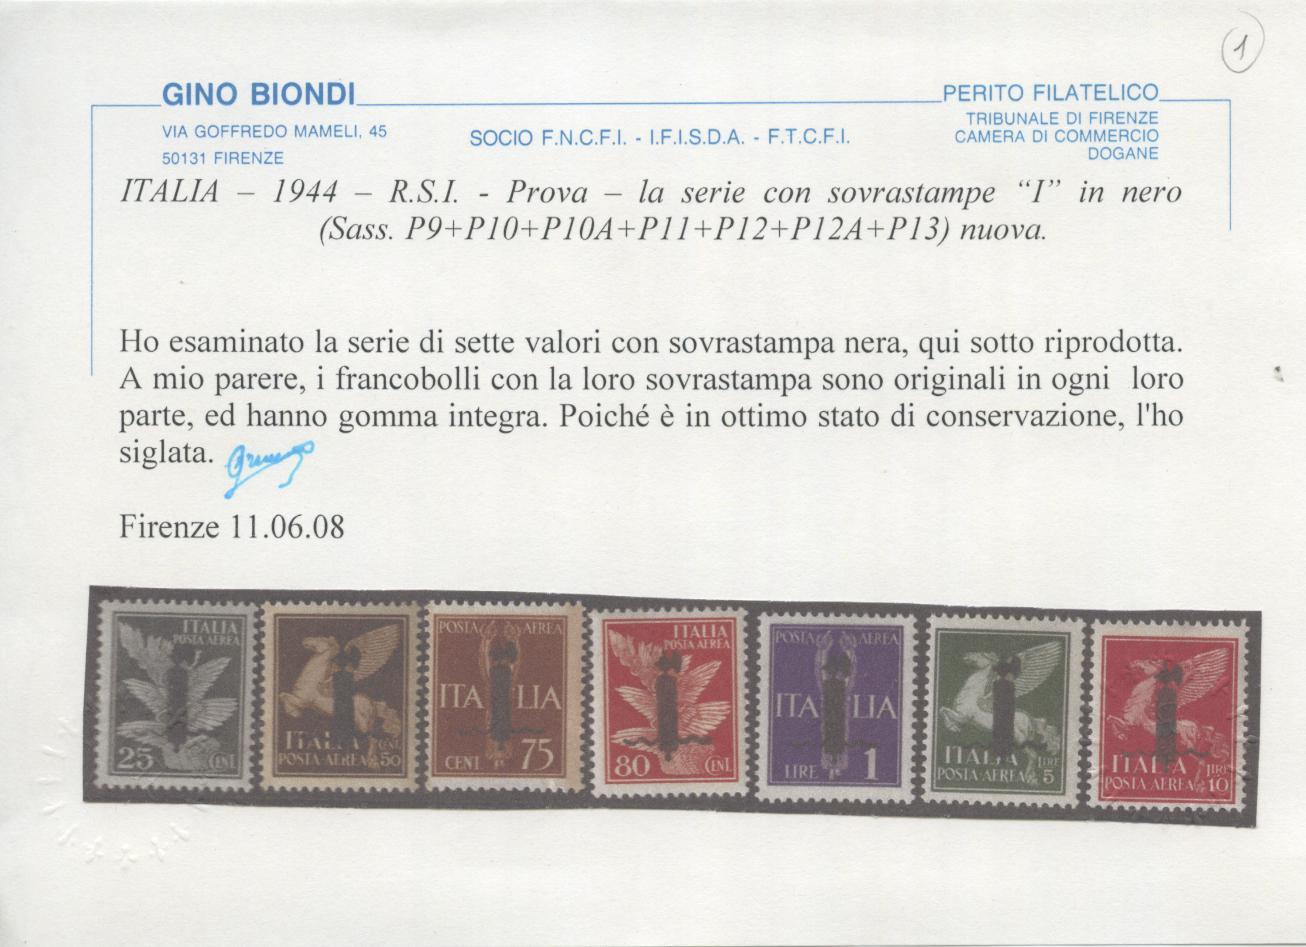 1
GINO BIONDI
PERITO FILATELICO
VIA GOFFREDO MAMELI, 45
50131 FIRENZE
SOCIO F.N.C.F.I. - I.F.I.S.D.A. - F.T.C.F.I.
TRIBUNALE DI FIRENZE
CAMERA DI COMMERCIO
DOGANE
ITALIA – 1944 – R.S.I. - Prova – la serie con sovrastampe “I” in nero
(Sass. P9+P10+P10A+P11+P12+P12A+P13) nuova.
Ho esaminato la serie di sette valori con sovrastampa nera, qui sotto riprodotta.
A mio parere, i francobolli con la loro sovrastampa sono originali in ogni loro
parte, ed hanno gomma integra. Poiché è in ottimo stato di conservazione, l'ho
siglata.
Firenze 11.06.08
ITALIA
POSTA AEREA
25 CENT.
ITALIA CENT.
POSTA AEREA 50
POSTA AEREA
ITALIA
CENT. 75
ITALIA
POSTA AEREA
80 CENT.
POSTA AEREA
ITALIA
LIRE 1
ITALIA LIRE
POSTA AEREA 5
ITALIA LIRE
POSTA AEREA 10